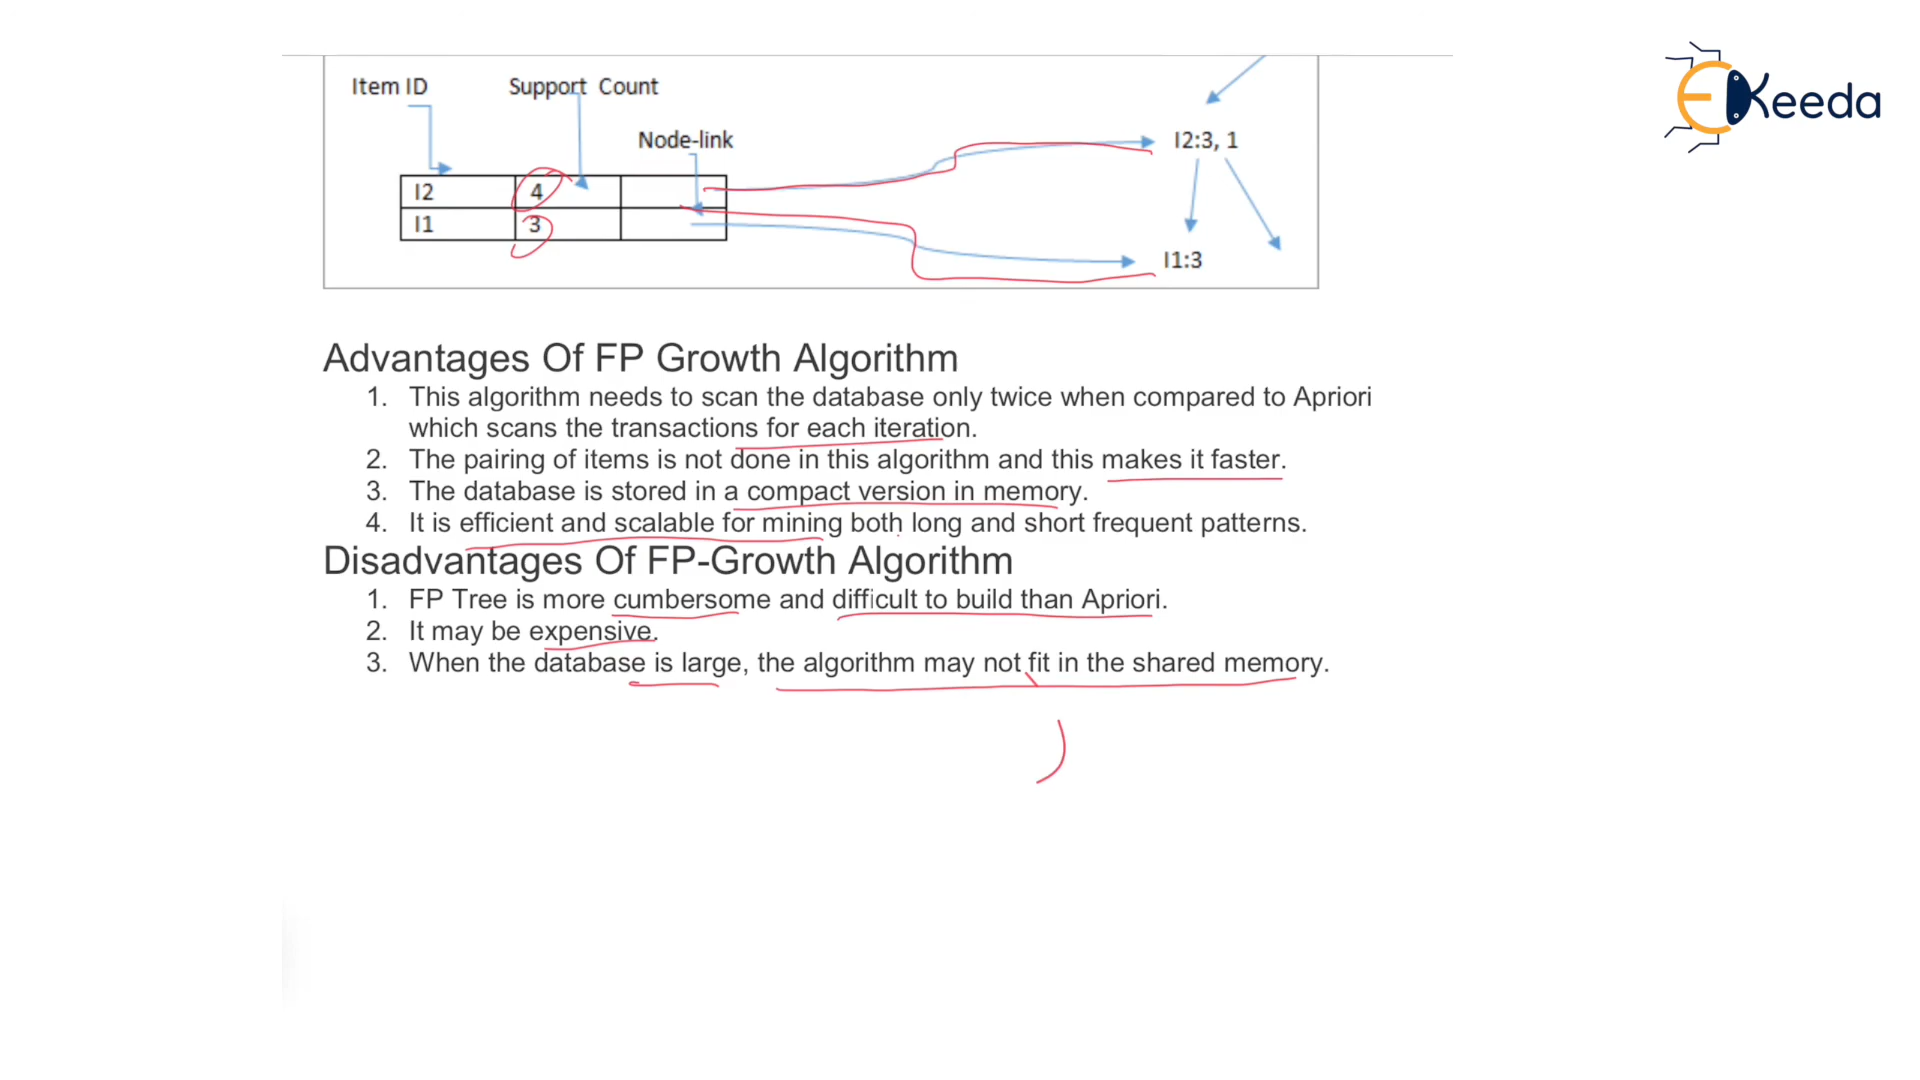 Item ID Support Count
Node-link
I2:3, 1
I2 4
I1 3
I1:3
Advantages Of FP Growth Algorithm
1. This algorithm needs to scan the database only twice when compared to Apriori
which scans the transactions for each iteration.
2. The pairing of items is not done in this algorithm and this makes it faster.
3. The database is stored in a compact version in memory.
4. It is efficient and scalable for mining both long and short frequent patterns.
Disadvantages Of FP-Growth Algorithm
1. FP Tree is more cumbersome and difficult to build than Apriori.
2. It may be expensive.
3. When the database is large, the algorithm may not fit in the shared memory.
EKeeda